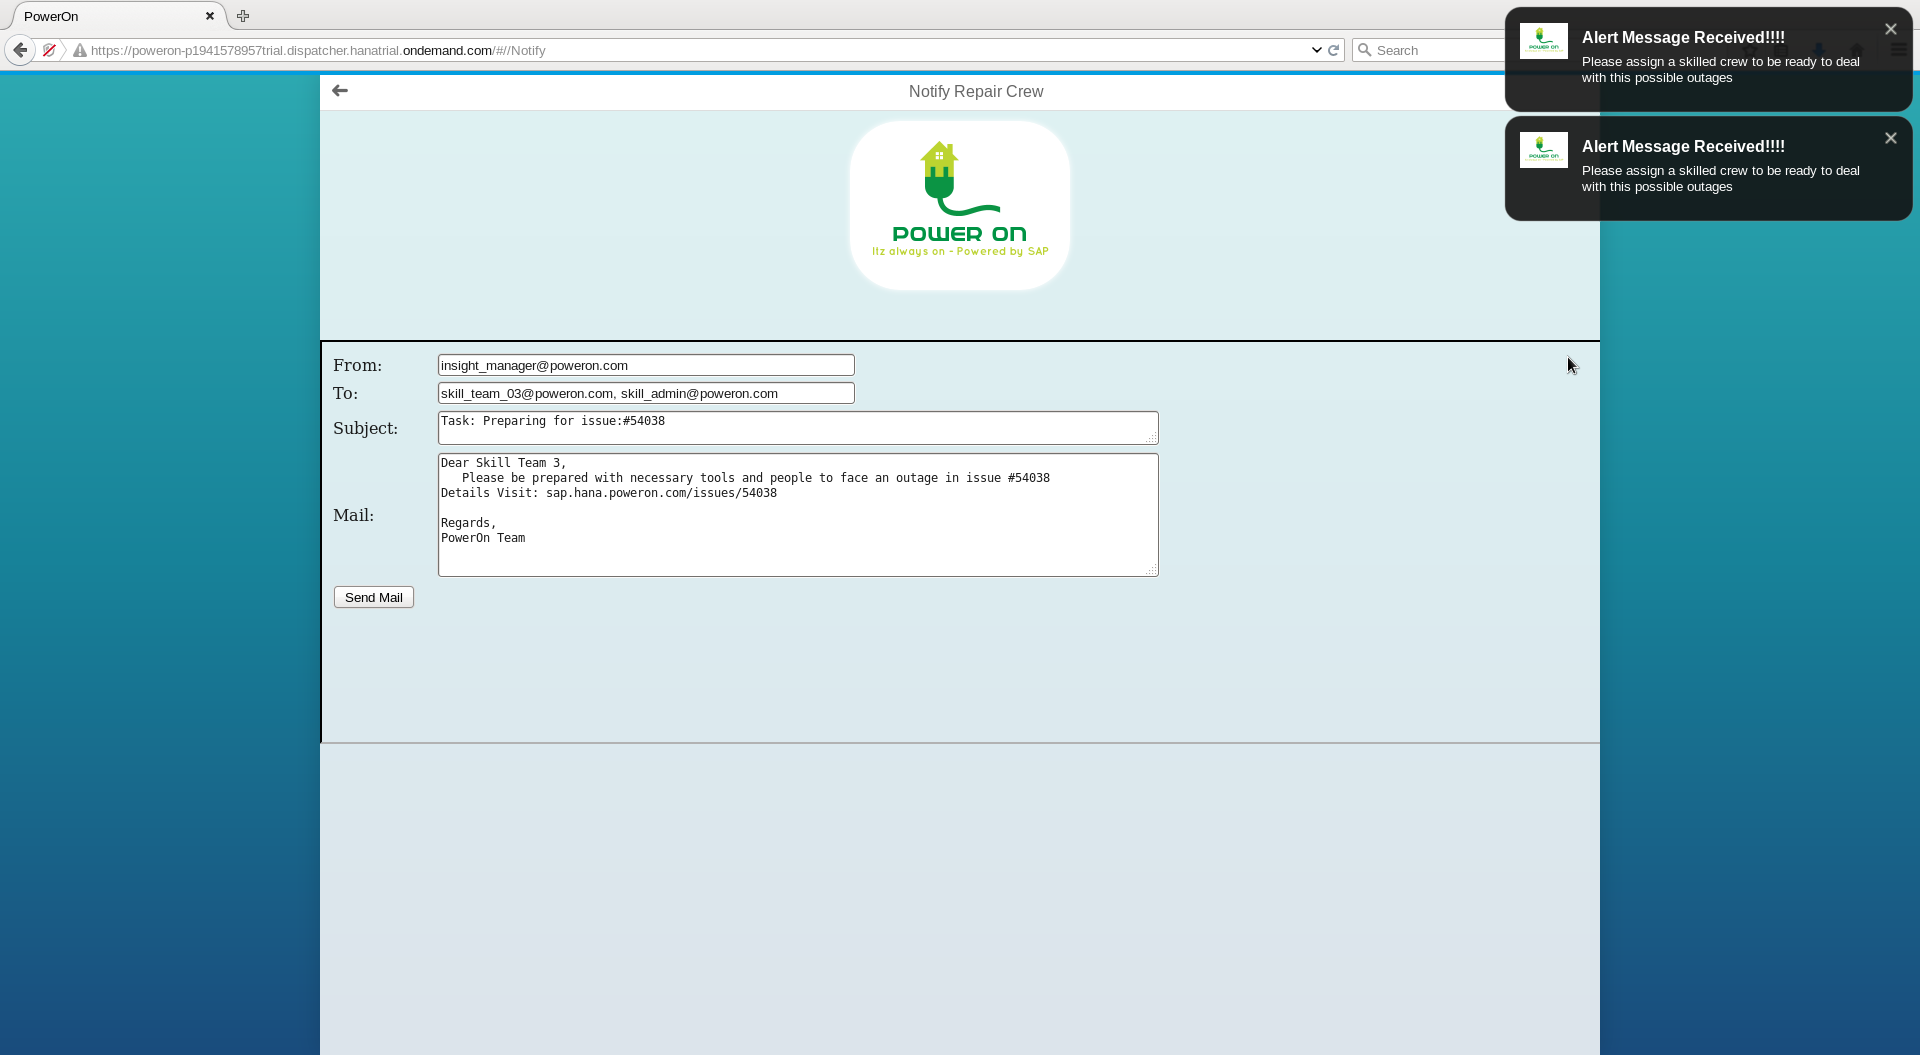 PowerOn
https://poweron-p1941578957trial.dispatcher.hanatrial.ondemand.com/#//Notify
Search
Alert Message Received!!!!
Please assign a skilled crew to be ready to deal
with this possible outages
Alert Message Received!!!!
Please assign a skilled crew to be ready to deal
with this possible outages
Notify Repair Crew
POWER ON
Itz always on - Powered by SAP
From: insight_manager@poweron.com
To: skill_team_03@poweron.com, skill_admin@poweron.com
Subject: Task: Preparing for issue:#54038
Mail:
Dear Skill Team 3,
Please be prepared with necessary tools and people to face an outage in issue #54038
Details Visit: sap.hana.poweron.com/issues/54038
Regards,
PowerOn Team
Send Mail